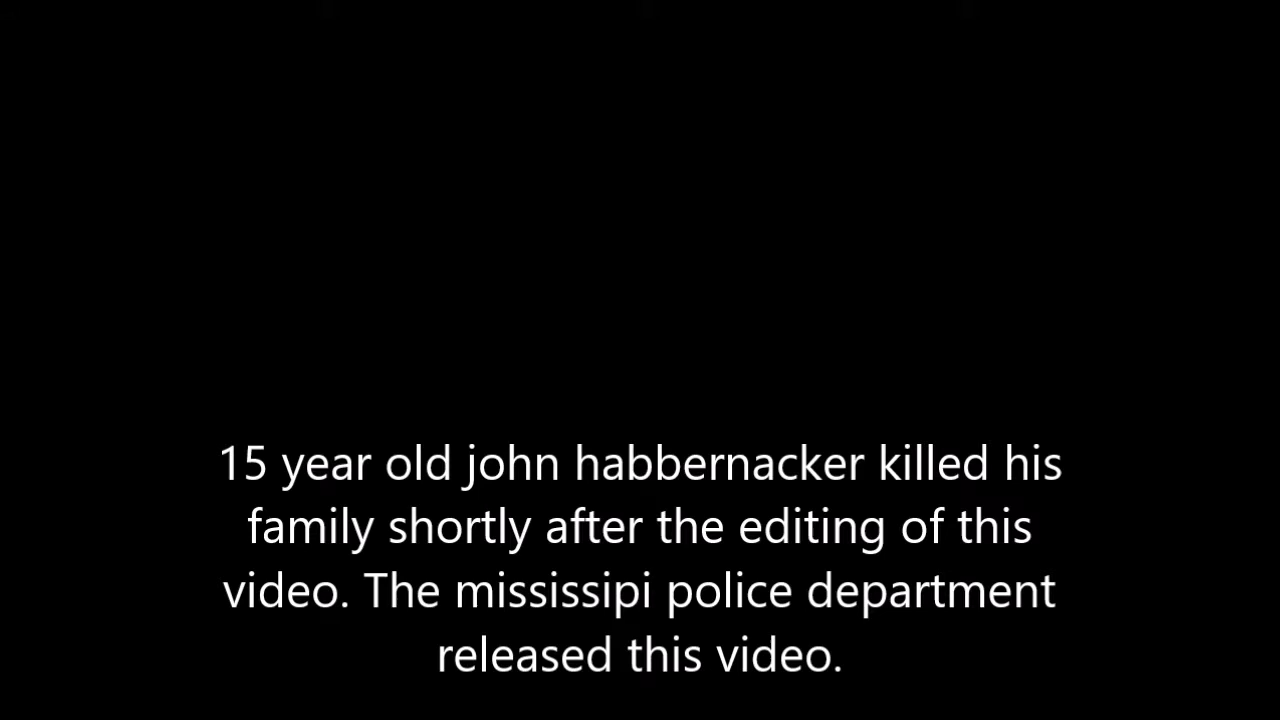 15 year old john habbernacker killed his
family shortly after the editing of this
video. The mississipi police department
released this video.